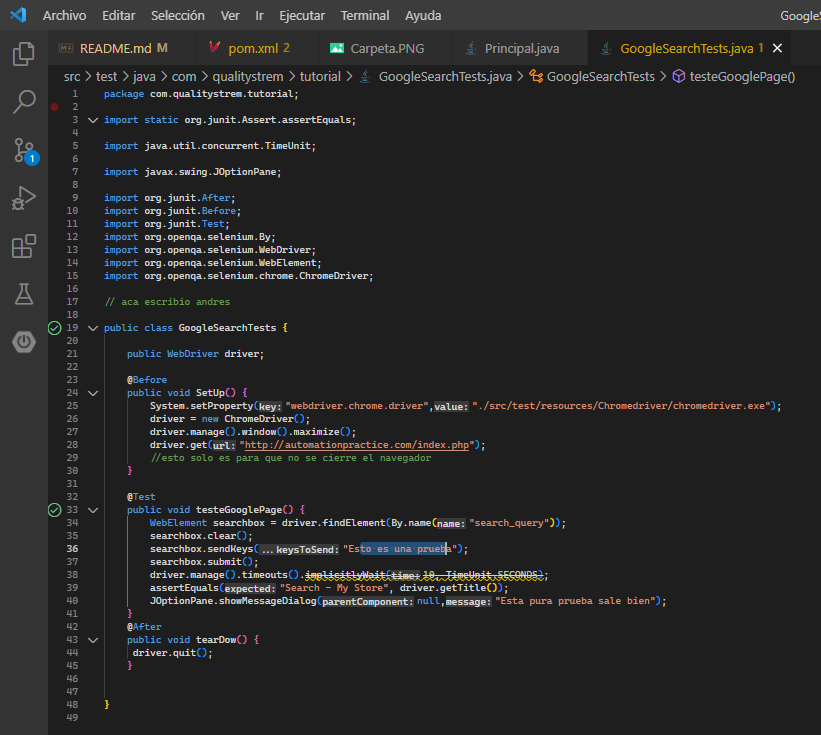 Archivo Editar Selección Ver Ir Ejecutar Terminal Ayuda Google
README.md M pom.xml 2 Carpeta.PNG Principal.java GoogleSearchTests.java 1
src > test > java > com > qualitystrem > tutorial > GoogleSearchTests.java > GoogleSearchTests > testeGooglePage()
1 package com.qualitystrem.tutorial;
2
3 import static org.junit.Assert.assertEquals;
4
5 import java.util.concurrent.TimeUnit;
6
7 import javax.swing.JOptionPane;
8
9 import org.junit.After;
10 import org.junit.Before;
11 import org.junit.Test;
12 import org.openqa.selenium.By;
13 import org.openqa.selenium.WebDriver;
14 import org.openqa.selenium.WebElement;
15 import org.openqa.selenium.chrome.ChromeDriver;
16
17 // aca escribio andres
18
1
19 public class GoogleSearchTests {
20
21 public WebDriver driver;
22
23 @Before
24 public void SetUp() {
25 System.setProperty(key:"webdriver.chrome.driver",value:"./src/test/resources/Chromedriver/chromedriver.exe");
26 driver = new ChromeDriver();
27 driver.manage().window().maximize();
28 driver.get(url:"http://automationpractice.com/index.php");
29 //esto solo es para que no se cierre el navegador
30 }
31
32 @Test
33 public void testeGooglePage() {
34 WebElement searchbox = driver.findElement(By.name(name:"search_query"));
35 searchbox.clear();
36 searchbox.sendKeys(...keysToSend:"Esto es una prueba");
37 searchbox.submit();
38 driver.manage().timeouts().implicitlyWait(time:10, TimeUnit.SECONDS);
39 assertEquals(expected:"Search - My Store", driver.getTitle());
40 JOptionPane.showMessageDialog(parentComponent:null,message:"Esta pura prueba sale bien");
41 }
42 @After
43 public void tearDow() {
44 driver.quit();
45 }
46
47
48 }
49